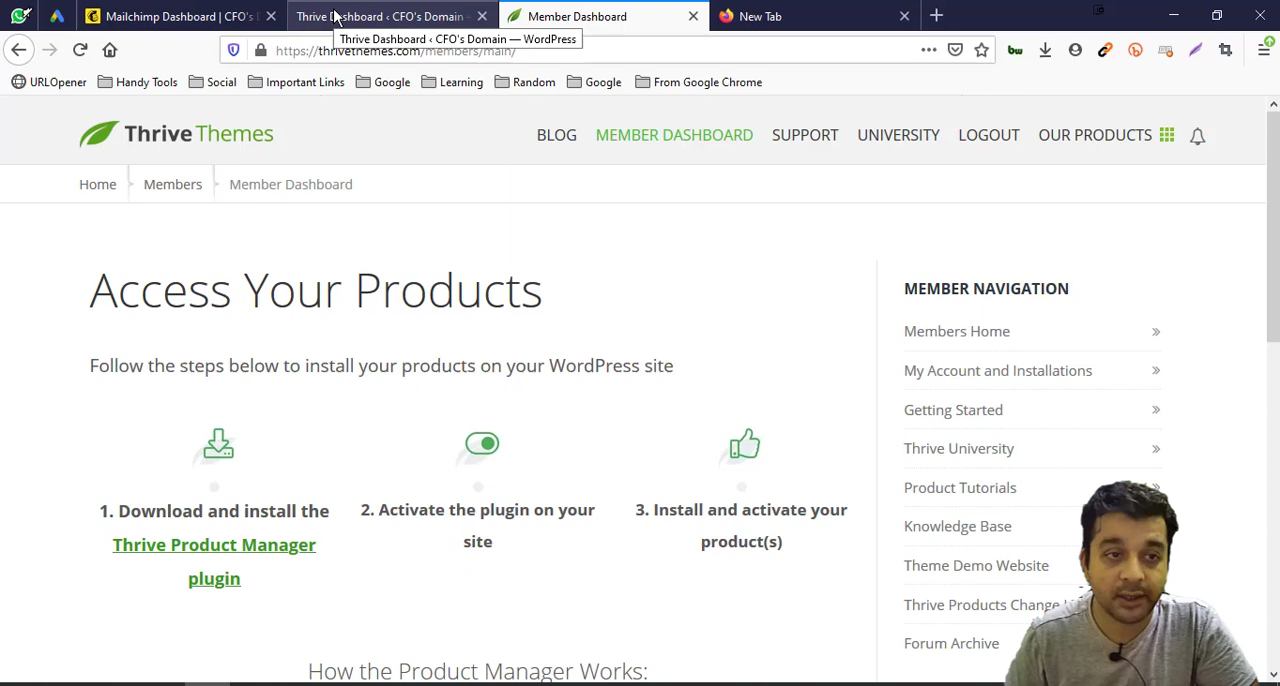 Mailchimp Dashboard | CFO's D
Thrive Dashboard ‹ CFO's Domain
Member Dashboard
New Tab
Thrive Dashboard ‹ CFO's Domain — WordPress
https://thrivethemes.com/members/main/
URLOpener
Handy Tools
Social
Important Links
Google
Learning
Random
Google
From Google Chrome
Thrive Themes
BLOG
MEMBER DASHBOARD
SUPPORT
UNIVERSITY
LOGOUT
OUR PRODUCTS
Home
Members
Member Dashboard
Access Your Products
Follow the steps below to install your products on your WordPress site
1. Download and install the
Thrive Product Manager
plugin
2. Activate the plugin on your
site
3. Install and activate your
product(s)
How the Product Manager Works:
MEMBER NAVIGATION
Members Home
My Account and Installations
Getting Started
Thrive University
Product Tutorials
Knowledge Base
Theme Demo Website
Thrive Products Change
Forum Archive